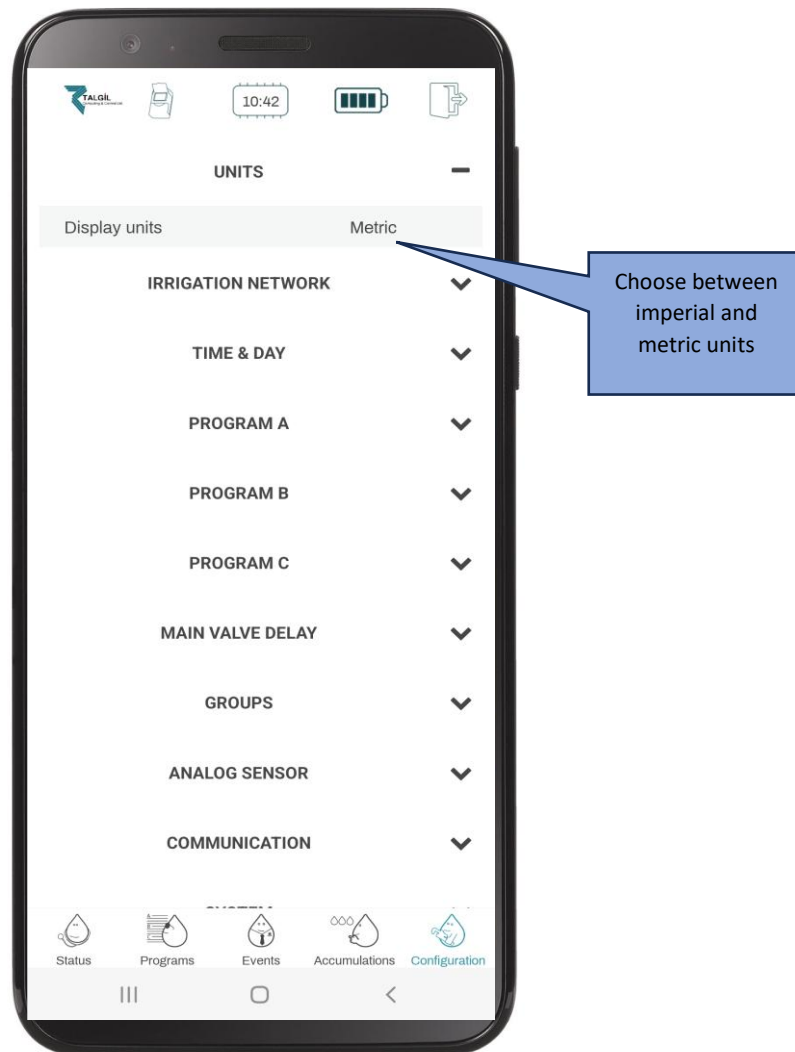 TALGIL
10:42
UNITS
Display units Metric
Choose between
imperial and
metric units
IRRIGATION NETWORK
TIME & DAY
PROGRAM A
PROGRAM B
PROGRAM C
MAIN VALVE DELAY
GROUPS
ANALOG SENSOR
COMMUNICATION
Status Programs Events Accumulations Configuration